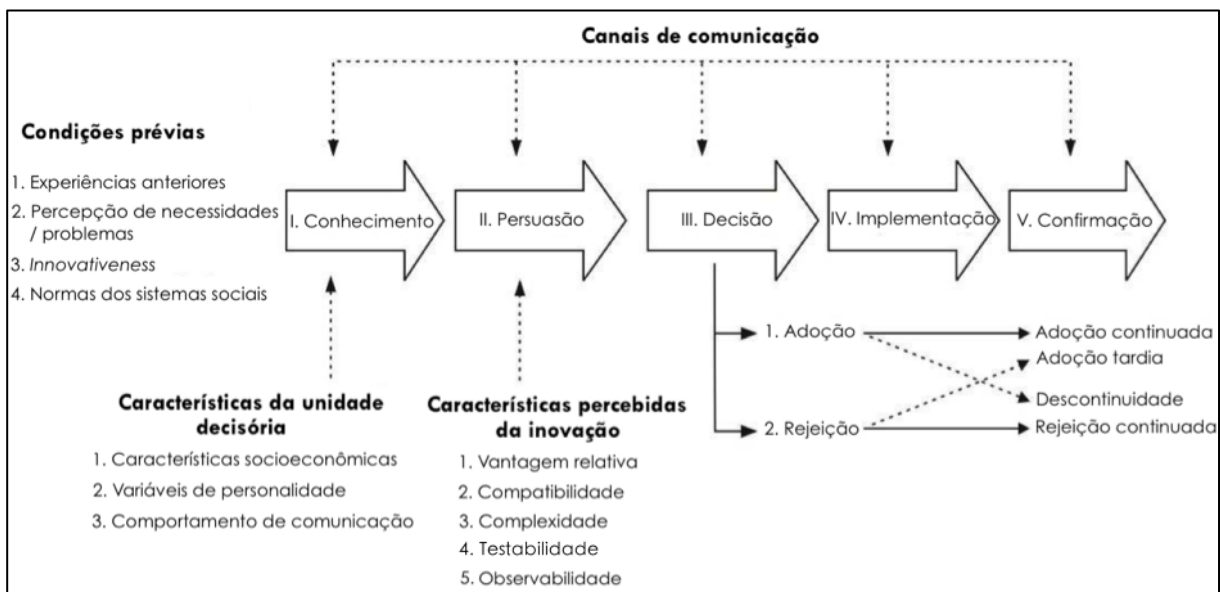 Canais de comunicação
Condições prévias
1. Experiências anteriores
2. Percepção de necessidades
/ problemas
3. Innovativeness
4. Normas dos sistemas sociais
I. Conhecimento
II. Persuasão
III. Decisão
IV. Implementação
V. Confirmação
1. Adoção
2. Rejeição
Adoção continuada
Adoção tardia
Descontinuidade
Rejeição continuada
Características da unidade
decisória
1. Características socioeconômicas
2. Variáveis de personalidade
3. Comportamento de comunicação
Características percebidas
da inovação
1. Vantagem relativa
2. Compatibilidade
3. Complexidade
4. Testabilidade
5. Observabilidade